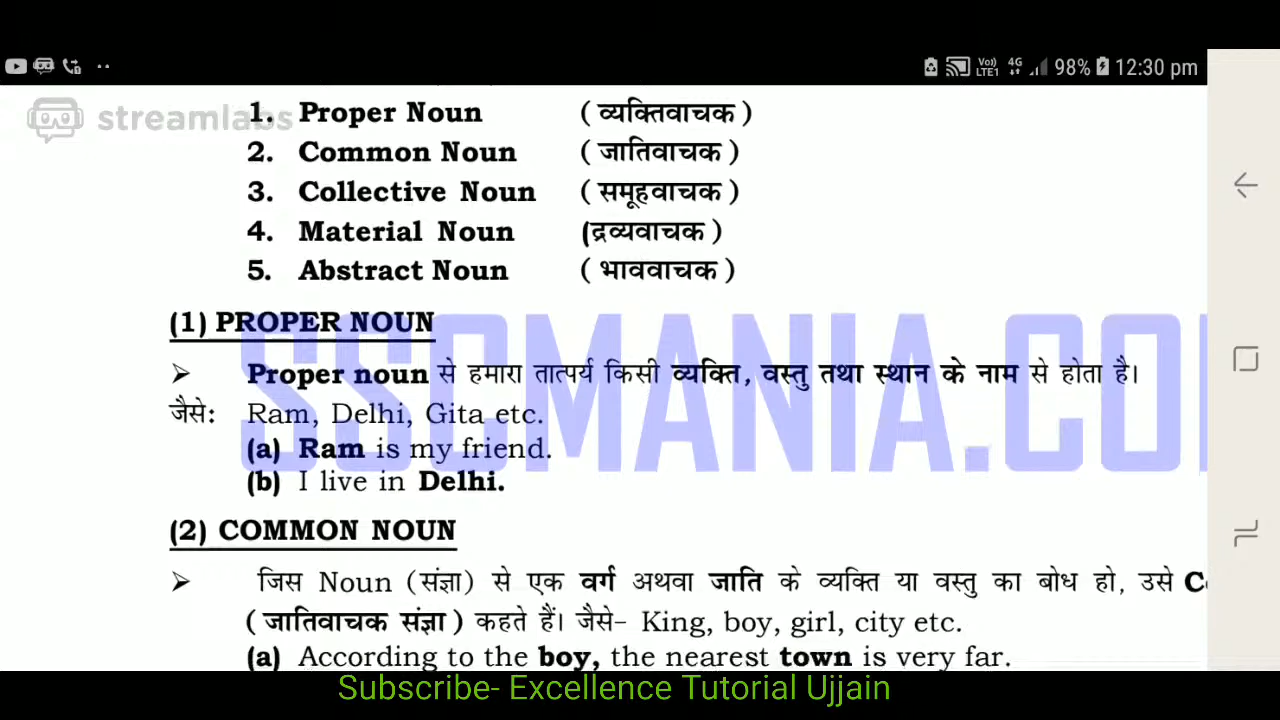 Vo) LTE1 4G 98% 12:30 pm
streamlabs
1. Proper Noun ( व्यक्तिवाचक )
2. Common Noun ( जातिवाचक )
3. Collective Noun ( समूहवाचक )
4. Material Noun (द्रव्यवाचक )
5. Abstract Noun ( भाववाचक )
(1) PROPER NOUN
SSCMANIA.CO
➢ Proper noun से हमारा तात्पर्य किसी व्यक्ति, वस्तु तथा स्थान के नाम से होता है।
जैसे: Ram, Delhi, Gita etc.
(a) Ram is my friend.
(b) I live in Delhi.
(2) COMMON NOUN
➢ जिस Noun (संज्ञा) से एक वर्ग अथवा जाति के व्यक्ति या वस्तु का बोध हो, उसे C
( जातिवाचक संज्ञा ) कहते हैं। जैसे- King, boy, girl, city etc.
(a) According to the boy, the nearest town is very far.
Subscribe- Excellence Tutorial Ujjain